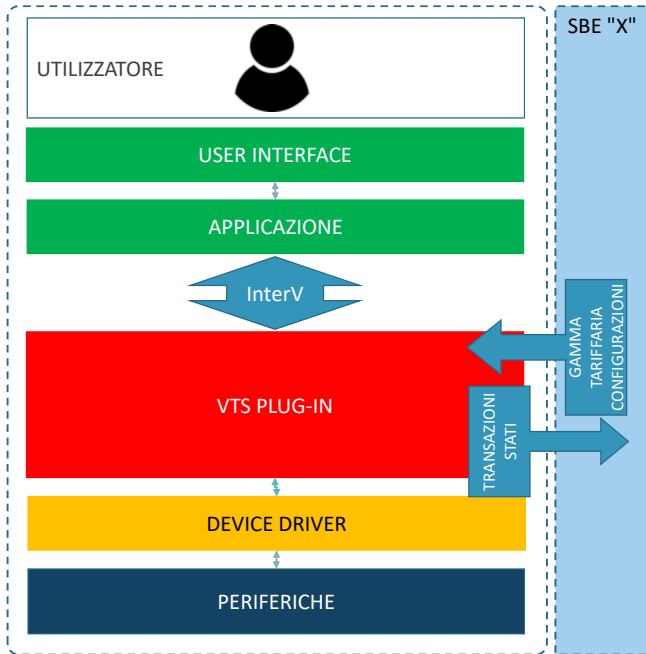 SBE "X"
UTILIZZATORE
USER INTERFACE
APPLICAZIONE
InterV
GAMMA
TARIFFARIA
CONFIGURAZIONI
VTS PLUG-IN
TRANSAZIONI
STATI
DEVICE DRIVER
PERIFERICHE